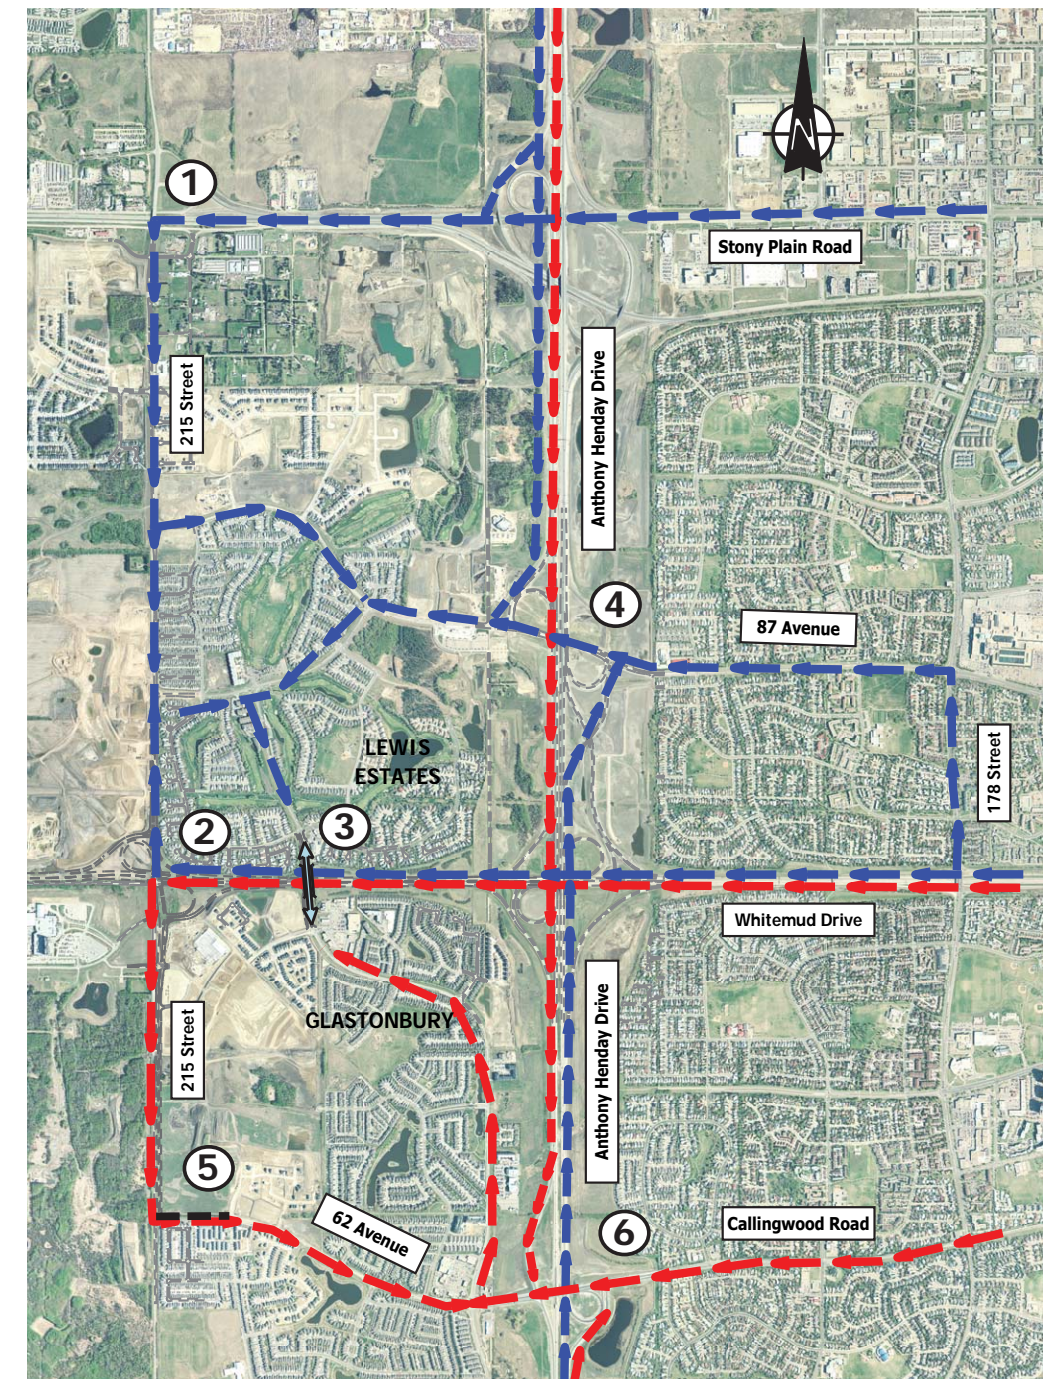 N
1
Stony Plain Road
215 Street
Anthony Henday Drive
4
87 Avenue
LEWIS
ESTATES
178 Street
2
3
Whitemud Drive
GLASTONBURY
215 Street
Anthony Henday Drive
5
62 Avenue
6
Callingwood Road